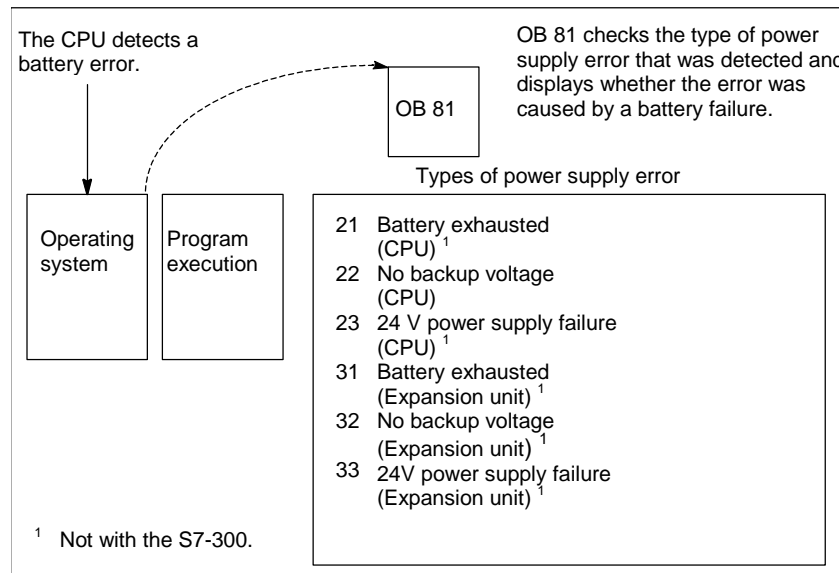 The CPU detects a
battery error.
OB 81 checks the type of power
supply error that was detected and
displays whether the error was
caused by a battery failure.
OB 81
Types of power supply error
Operating
system
Program
execution
21 Battery exhausted
(CPU) 1
22 No backup voltage
(CPU)
23 24 V power supply failure
(CPU) 1
31 Battery exhausted
(Expansion unit) 1
32 No backup voltage
(Expansion unit) 1
33 24V power supply failure
(Expansion unit) 1
1 Not with the S7-300.